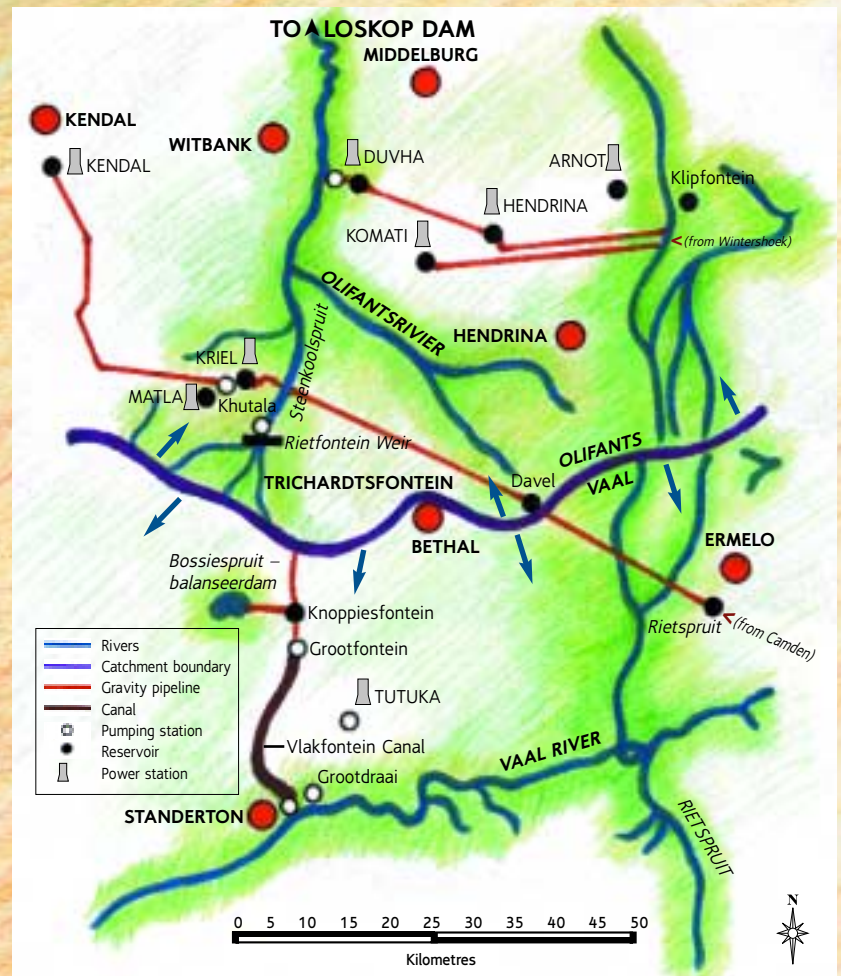 TO LOSKOP DAM
MIDDELBURG
KENDAL
WITBANK
KENDAL
DUVHA
ARNOT
Klipfontein
HENDRINA
KOMATI
(from Wintershoek)
OLIFANTSRIVIER
HENDRINA
Steenkoolspruit
KRIEL
MATLA
Khutala
Rietfontein Weir
OLIFANTS
TRICHARDTSFONTEIN
Davel
VAAL
BETHAL
ERMELO
Bossiespruit –
balanseerdam
Knoppiesfontein
Rietspruit
(from Camden)
Grootfontein
Rivers
Catchment boundary
Gravity pipeline
Canal
Pumping station
Reservoir
Power station
TUTUKA
Vlakfontein Canal
VAAL RIVER
Grootdraai
STANDERTON
RIETSPRUIT
N
0 5 10 15 20 25 30 35 40 45 50
Kilometres